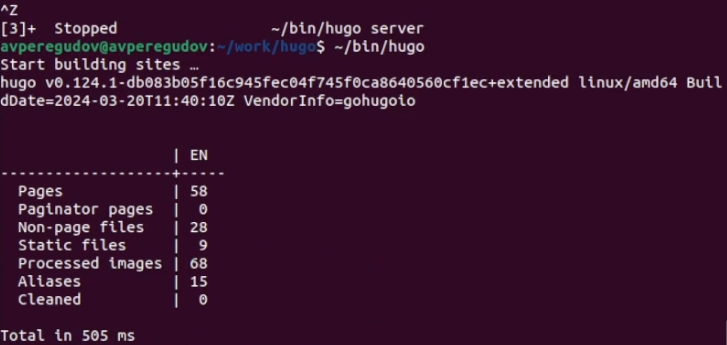 ^Z
[3]+  Stopped                 ~/bin/hugo server
avperegudov@avperegudov:~/work/hugo$ ~/bin/hugo
Start building sites …
hugo v0.124.1-db083b05f16c945fec04f745f0ca8640560cf1ec+extended linux/amd64 Buil
dDate=2024-03-20T11:40:10Z VendorInfo=gohugoio
                   | EN
-------------------+-----
  Pages            | 58
  Paginator pages  |  0
  Non-page files   | 28
  Static files     |  9
  Processed images | 68
  Aliases          | 15
  Cleaned          |  0
Total in 505 ms